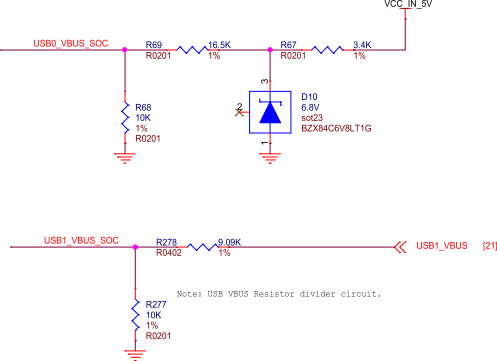 VCC_IN_5V
USB0_VBUS_SOC
R69
16.5K
R67
3.4K
R0201
1%
R0201
1%
3
R68
10K
1%
R0201
2
D10
6.8V
sot23
BZX84C6V8LT1G
1
USB1_VBUS_SOC
R278
9.09K
USB1_VBUS
[21]
R0402
1%
Note: USB VBUS Resistor divider circuit.
R277
10K
1%
R0201